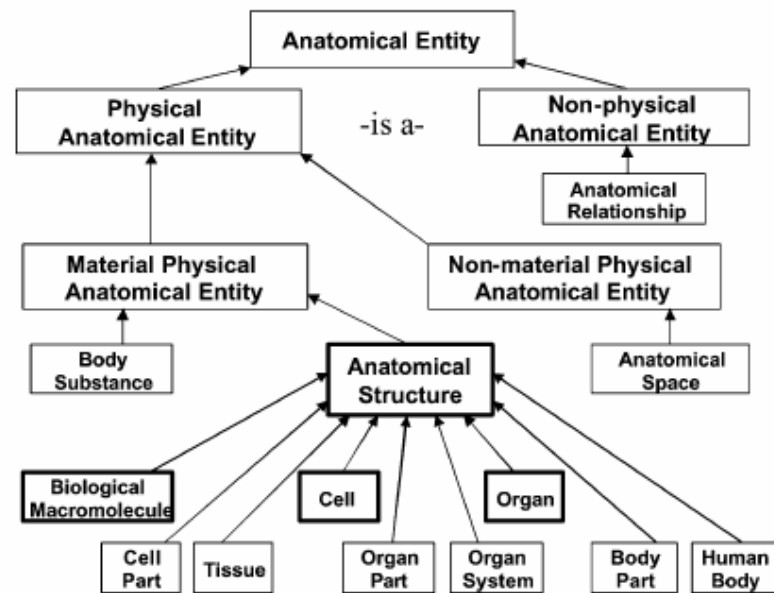 Anatomical Entity
Physical
Anatomical Entity
-is a-
Non-physical
Anatomical Entity
Anatomical
Relationship
Material Physical
Anatomical Entity
Non-material Physical
Anatomical Entity
Body
Substance
Anatomical
Structure
Anatomical
Space
Biological
Macromolecule
Cell
Organ
Cell
Part
Tissue
Organ
Part
Organ
System
Body
Part
Human
Body